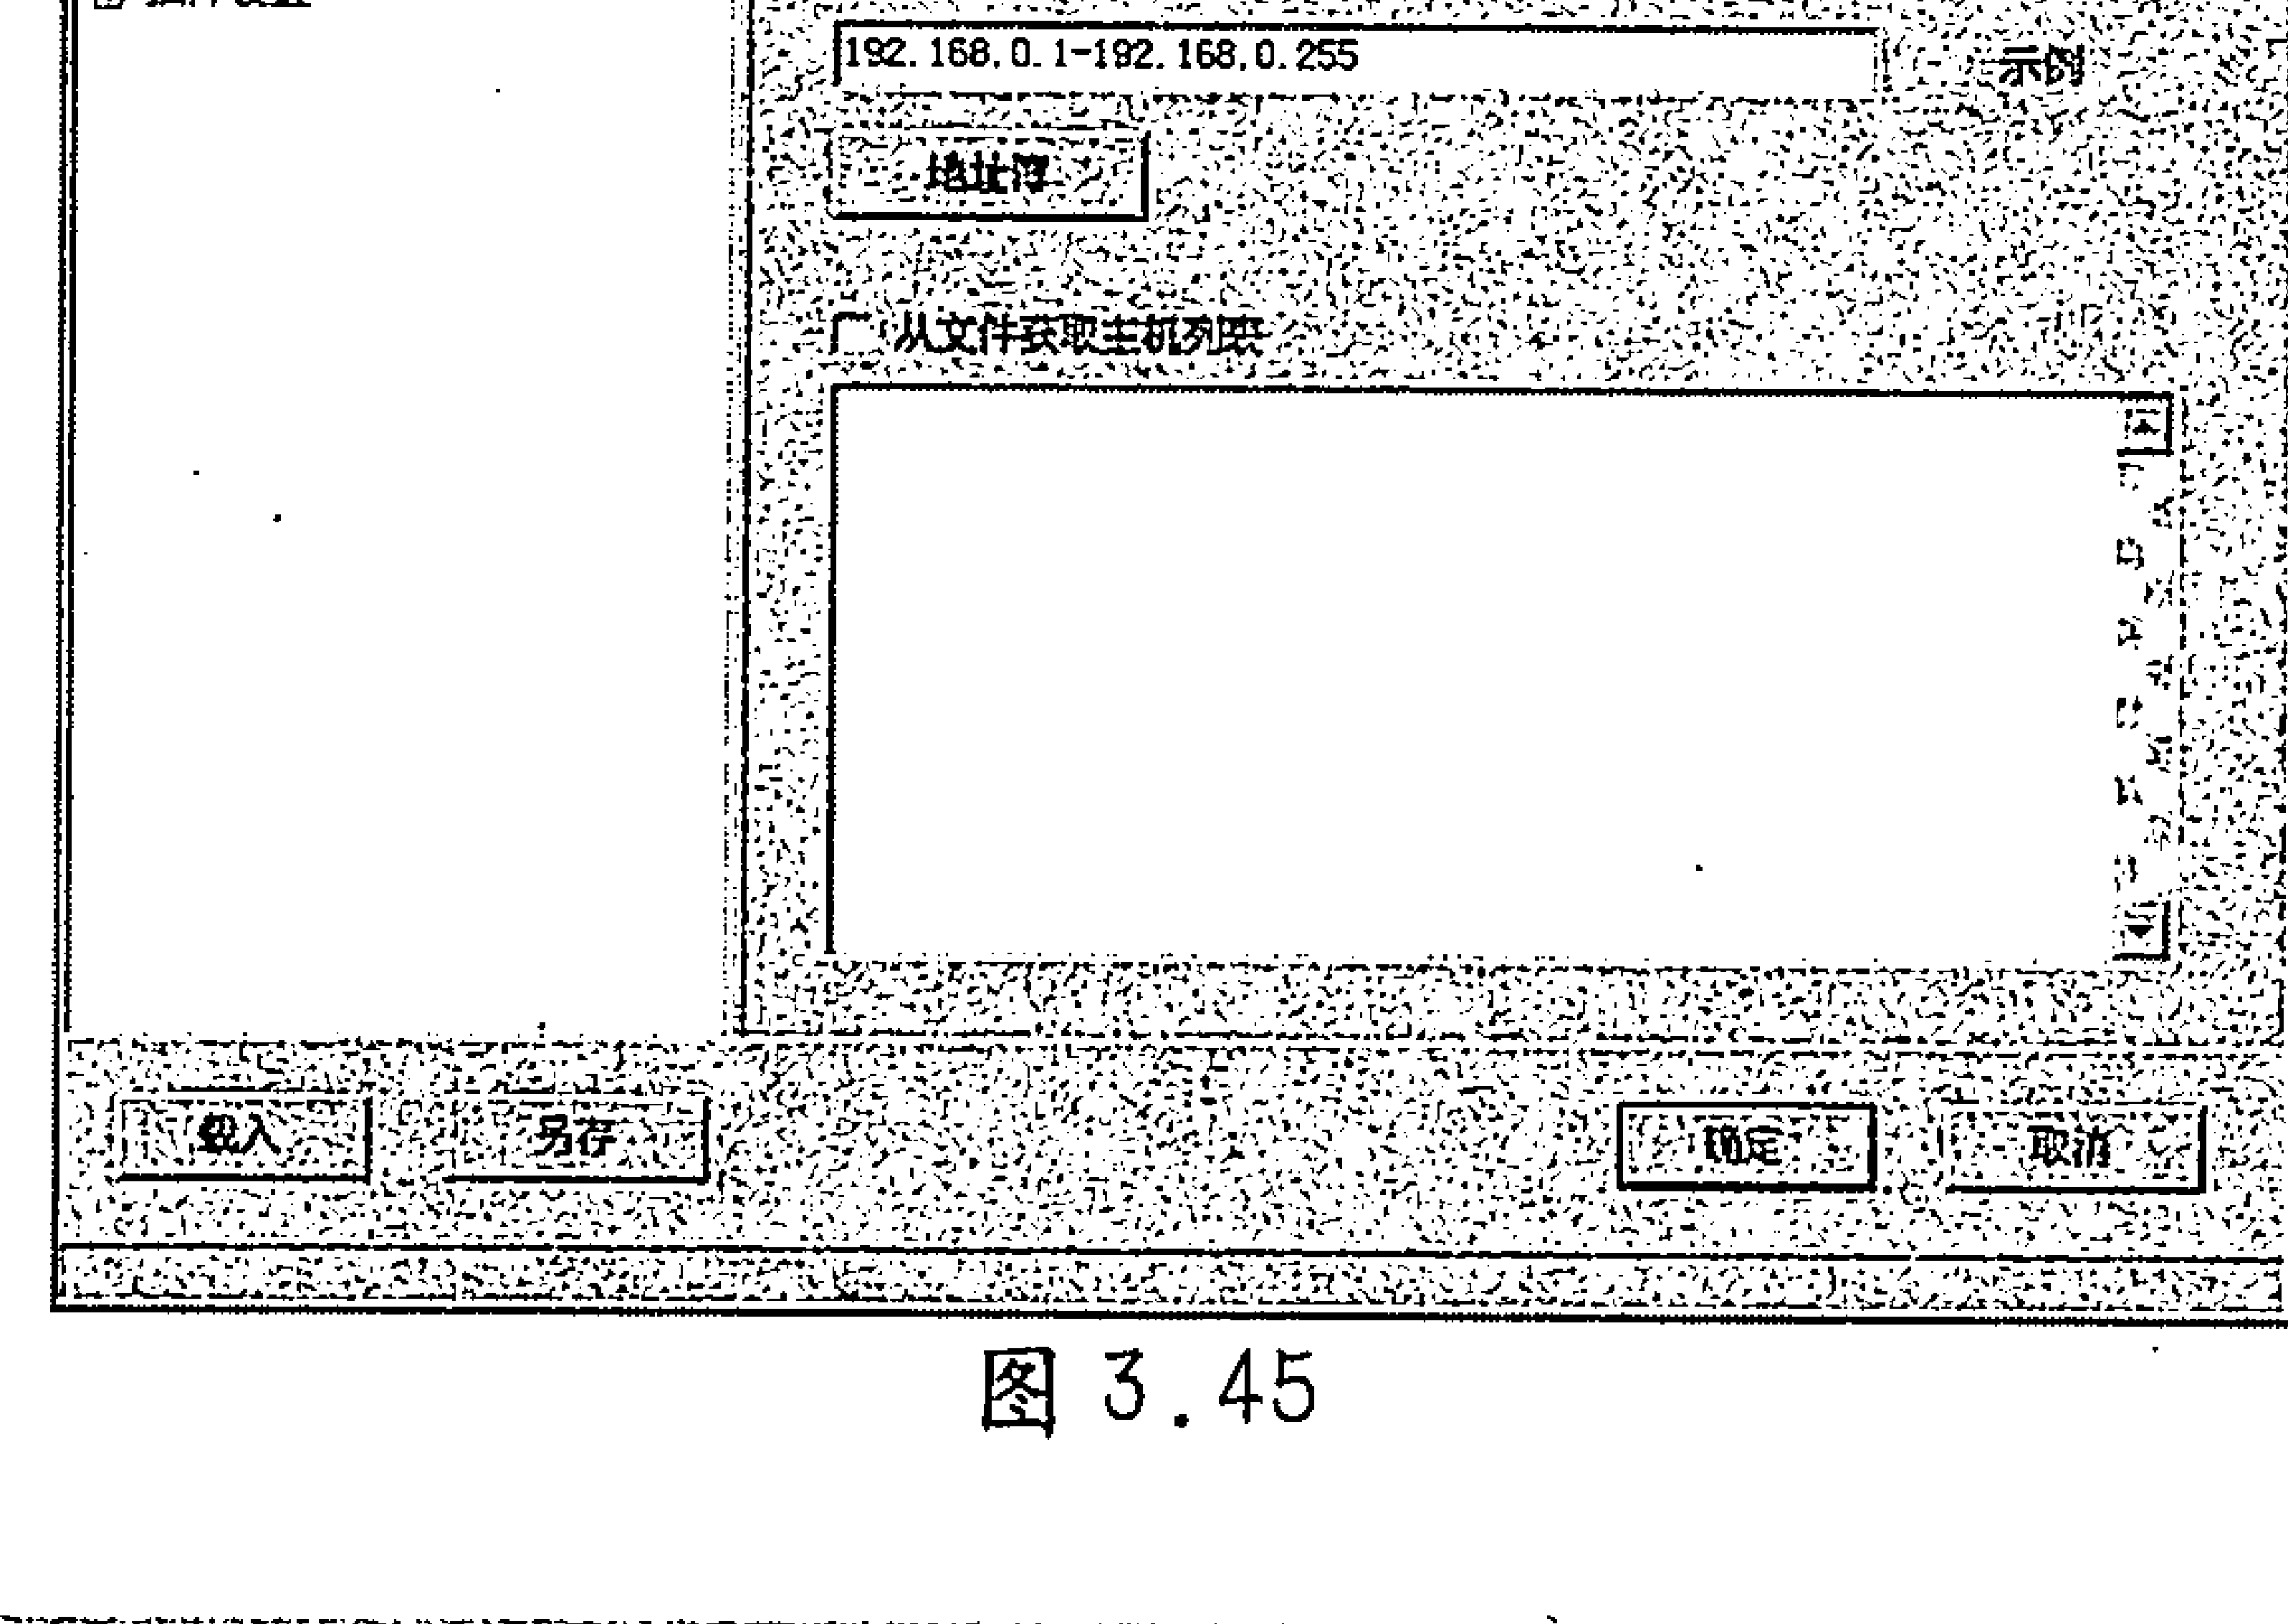 192.168.0.1-192.168.0.255 示例
地址簿
从文件获取主机列表
载入 另存 确定 取消
图 3.45